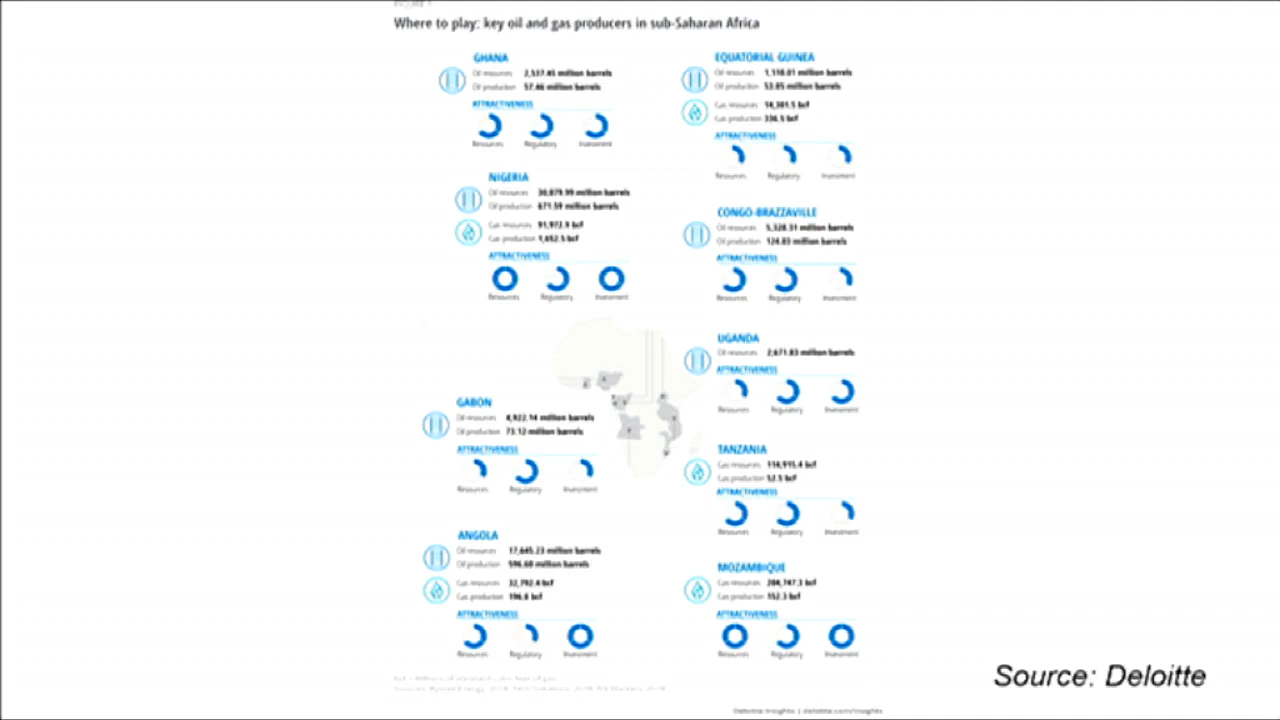 Where to play: key oil and gas producers in sub-Saharan Africa
GHANA
Oil resources 2,537.45 million barrels
Oil production 57.46 million barrels
ATTRACTIVENESS
Resources Regulatory Investment
NIGERIA
Oil resources 30,879.99 million barrels
Oil production 671.59 million barrels
Gas resources 91,972.9 bcf
Gas production 1,652.5 bcf
ATTRACTIVENESS
Resources Regulatory Investment
GABON
Oil resources 4,922.14 million barrels
Oil production 73.12 million barrels
ATTRACTIVENESS
Resources Regulatory Investment
ANGOLA
Oil resources 17,645.23 million barrels
Oil production 596.60 million barrels
Gas resources 32,792.4 bcf
Gas production 196.8 bcf
ATTRACTIVENESS
Resources Regulatory Investment
EQUATORIAL GUINEA
Oil resources 1,110.01 million barrels
Oil production 53.85 million barrels
Gas resources 14,301.5 bcf
Gas production 336.5 bcf
ATTRACTIVENESS
Resources Regulatory Investment
CONGO-BRAZZAVILLE
Oil resources 5,328.31 million barrels
Oil production 124.03 million barrels
ATTRACTIVENESS
Resources Regulatory Investment
UGANDA
Oil resources 2,671.83 million barrels
ATTRACTIVENESS
Resources Regulatory Investment
TANZANIA
Gas resources 114,915.4 bcf
Gas production 52.5 bcf
ATTRACTIVENESS
Resources Regulatory Investment
MOZAMBIQUE
Gas resources 204,747.3 bcf
Gas production 152.3 bcf
ATTRACTIVENESS
Resources Regulatory Investment
Deloitte Insights | deloitte.com/insights
Source: Deloitte